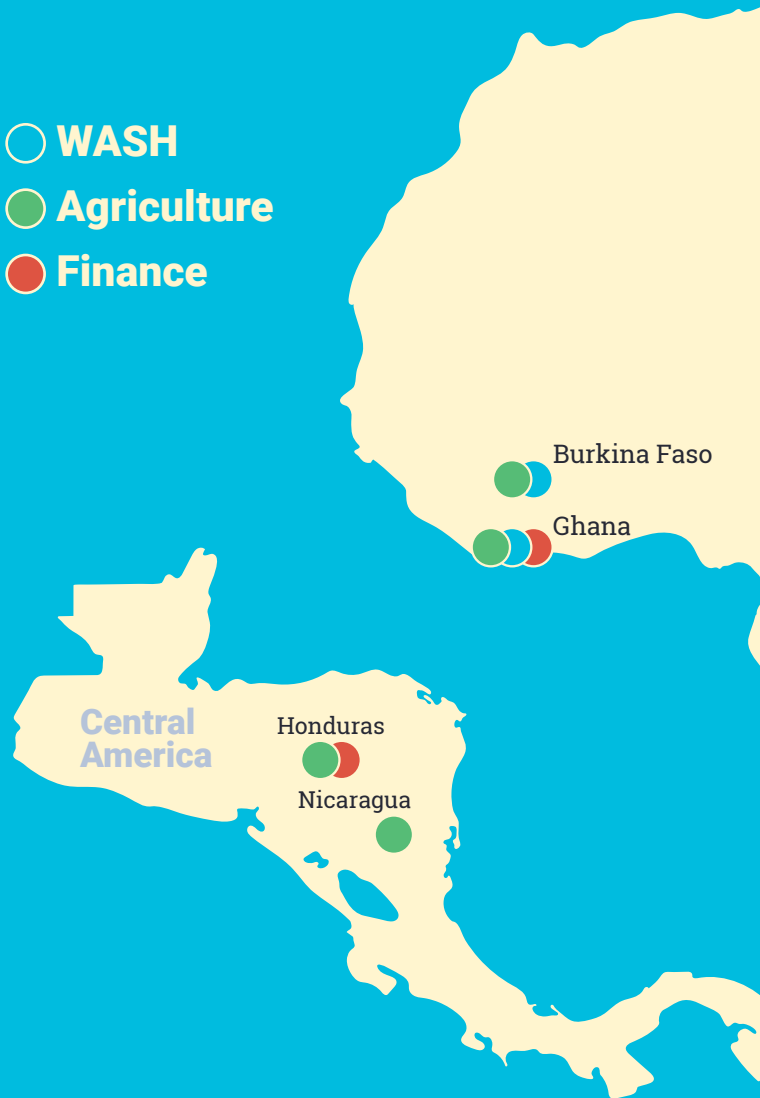 WASH
Agriculture
Finance
Burkina Faso
Ghana
Central
America
Honduras
Nicaragua